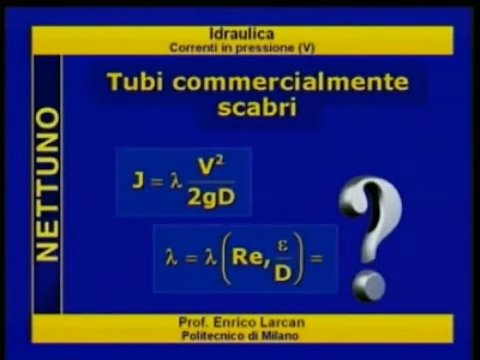 Idraulica
Correnti in pressione (V)
Tubi commercialmente
scabri
NETTUNO
J = λ V²/2gD
λ = λ(Re, ε/D) =
?
Prof. Enrico Larcan
Politecnico di Milano